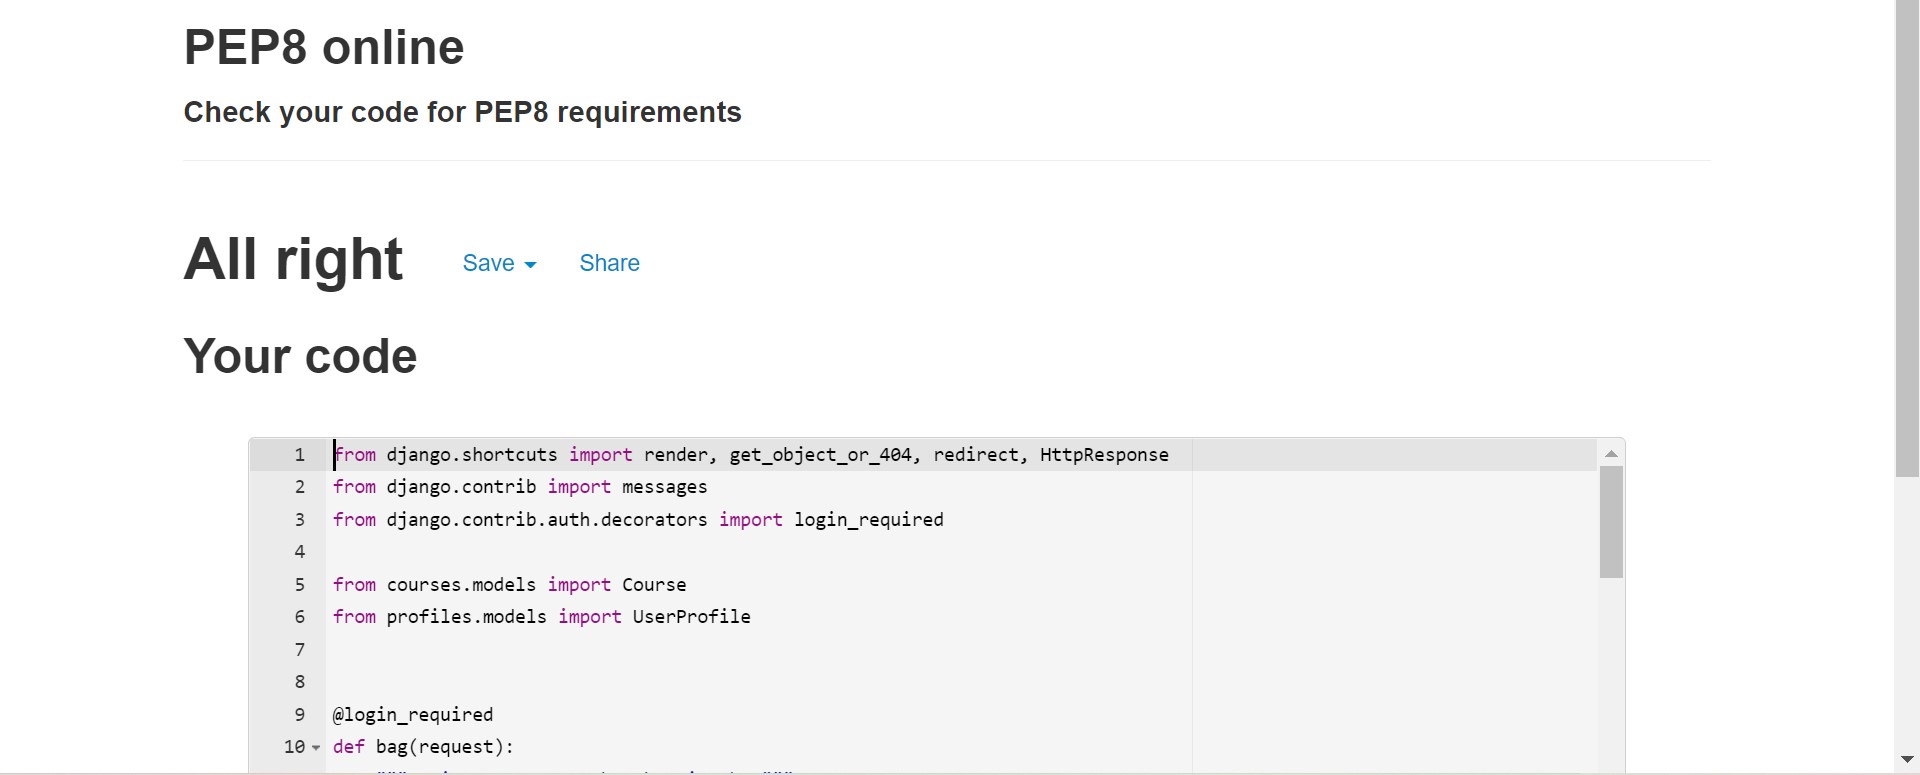 PEP8 online
Check your code for PEP8 requirements
All right Save Share
Your code
1 from django.shortcuts import render, get_object_or_404, redirect, HttpResponse
2 from django.contrib import messages
3 from django.contrib.auth.decorators import login_required
4
5 from courses.models import Course
6 from profiles.models import UserProfile
7
8
9 @login_required
10 def bag(request):